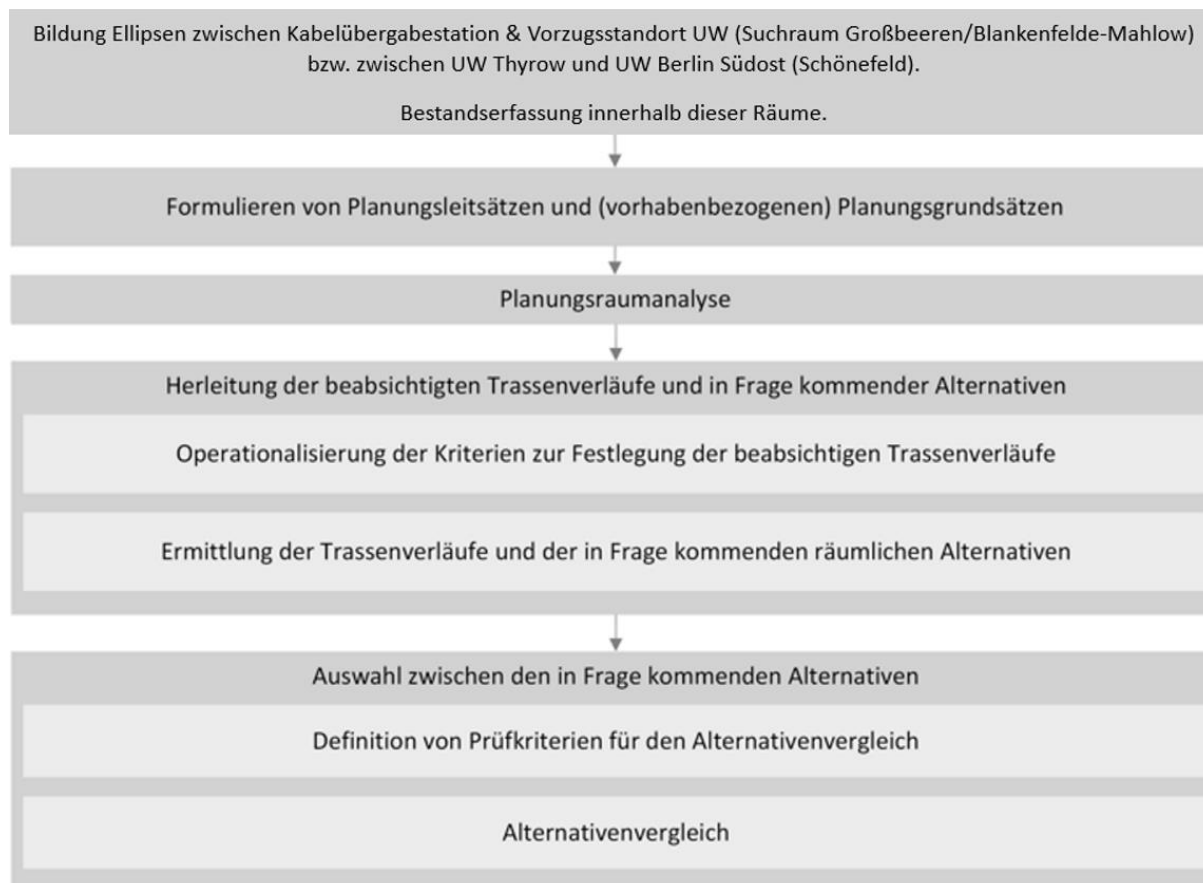 Bildung Ellipsen zwischen Kabelübergabestation & Vorzugsstandort UW (Suchraum Großbeeren/Blankenfelde-Mahlow)
bzw. zwischen UW Thyrow und UW Berlin Südost (Schönefeld).
Bestandserfassung innerhalb dieser Räume.
Formulieren von Planungsleitsätzen und (vorhabenbezogenen) Planungsgrundsätzen
Planungsraumanalyse
Herleitung der beabsichtigten Trassenverläufe und in Frage kommender Alternativen
Operationalisierung der Kriterien zur Festlegung der beabsichtigen Trassenverläufe
Ermittlung der Trassenverläufe und der in Frage kommenden räumlichen Alternativen
Auswahl zwischen den in Frage kommenden Alternativen
Definition von Prüfkriterien für den Alternativenvergleich
Alternativenvergleich